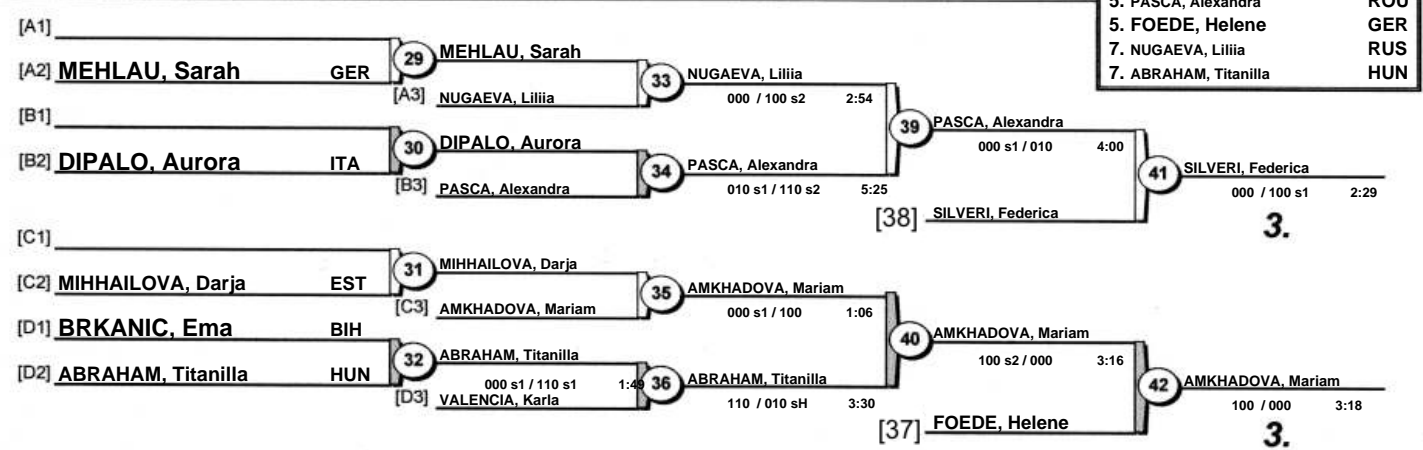 5. PASCA, Alexandra ROU
5. FOEDE, Helene GER
7. NUGAEVA, Liliia RUS
7. ABRAHAM, Titanilla HUN
[A1]
[A2] MEHLAU, Sarah GER
29
MEHLAU, Sarah
[A3] NUGAEVA, Liliia
33
NUGAEVA, Liliia
000 / 100 s2 2:54
[B1]
[B2] DIPALO, Aurora ITA
30
DIPALO, Aurora
[B3] PASCA, Alexandra
34
PASCA, Alexandra
010 s1 / 110 s2 5:25
39
PASCA, Alexandra
000 s1 / 010 4:00
[38] SILVERI, Federica
41
SILVERI, Federica
000 / 100 s1 2:29
3.
[C1]
[C2] MIHHAILOVA, Darja EST
31
MIHHAILOVA, Darja
[C3] AMKHADOVA, Mariam
35
AMKHADOVA, Mariam
000 s1 / 100 1:06
[D1] BRKANIC, Ema BIH
[D2] ABRAHAM, Titanilla HUN
32
ABRAHAM, Titanilla
000 s1 / 110 s1 1:49
[D3] VALENCIA, Karla
36
ABRAHAM, Titanilla
110 / 010 sH 3:30
40
AMKHADOVA, Mariam
100 s2 / 000 3:16
[37] FOEDE, Helene
42
AMKHADOVA, Mariam
100 / 000 3:18
3.